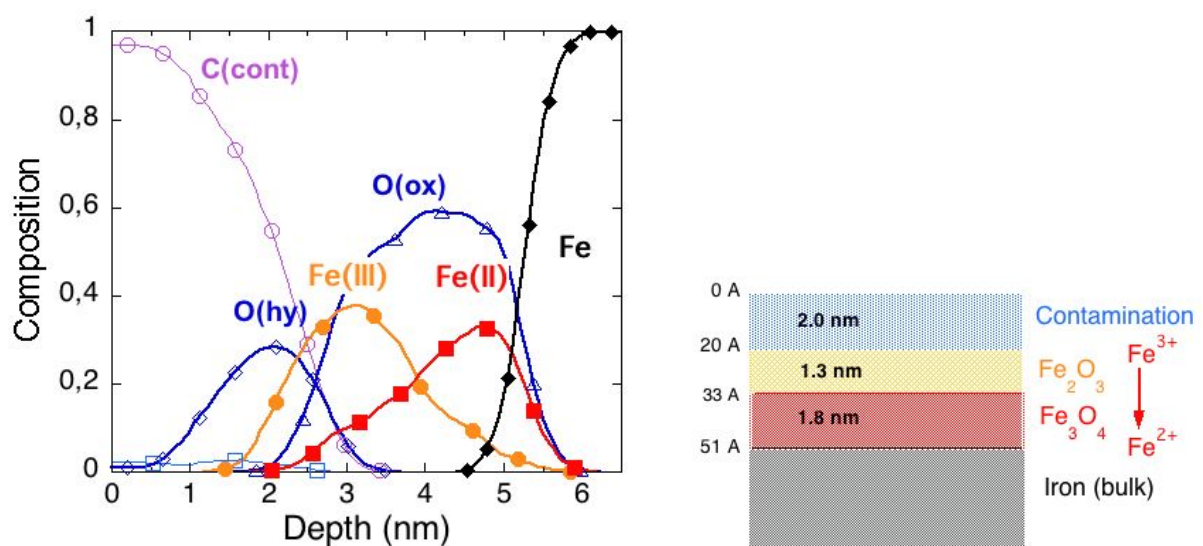 1
0,8
0,6
0,4
0,2
0
Composition
C(cont)
O(ox)
Fe
Fe(III)
Fe(II)
O(hy)
0 1 2 3 4 5 6
Depth (nm)
0 A
20 A
33 A
51 A
2.0 nm
1.3 nm
1.8 nm
Contamination
Fe3+
Fe2O3
Fe3O4
Fe2+
Iron (bulk)